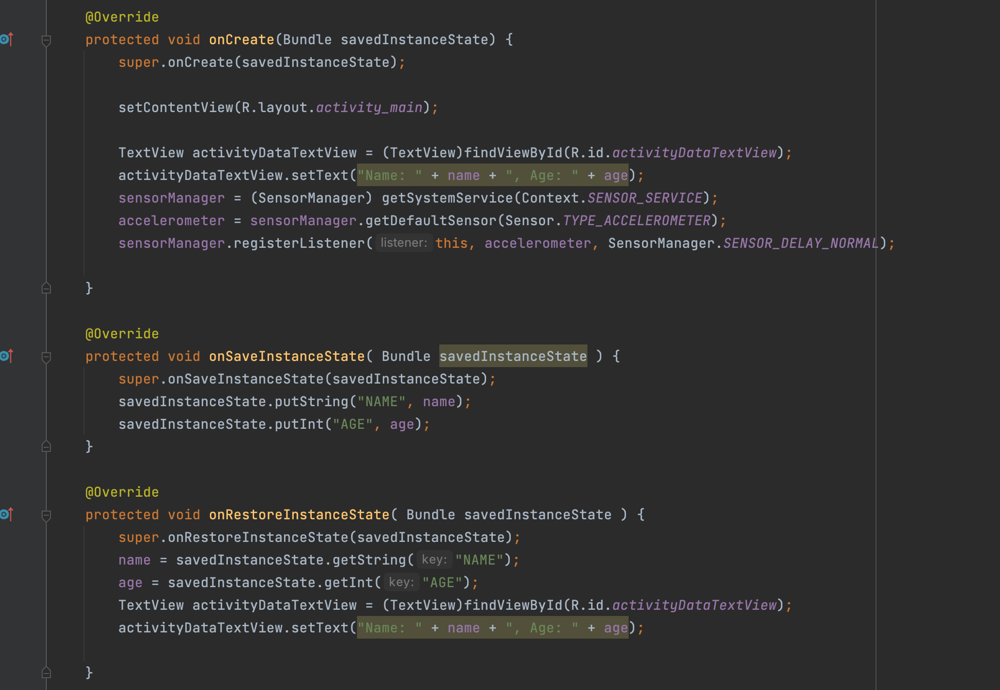 @Override
protected void onCreate(Bundle savedInstanceState) {
super.onCreate(savedInstanceState);
setContentView(R.layout.activity_main);
TextView activityDataTextView = (TextView)findViewById(R.id.activityDataTextView);
activityDataTextView.setText("Name: " + name + ", Age: " + age);
sensorManager = (SensorManager) getSystemService(Context.SENSOR_SERVICE);
accelerometer = sensorManager.getDefaultSensor(Sensor.TYPE_ACCELEROMETER);
sensorManager.registerListener( listener: this, accelerometer, SensorManager.SENSOR_DELAY_NORMAL);
}
@Override
protected void onSaveInstanceState( Bundle savedInstanceState ) {
super.onSaveInstanceState(savedInstanceState);
savedInstanceState.putString("NAME", name);
savedInstanceState.putInt("AGE", age);
}
@Override
protected void onRestoreInstanceState( Bundle savedInstanceState ) {
super.onRestoreInstanceState(savedInstanceState);
name = savedInstanceState.getString( key: "NAME");
age = savedInstanceState.getInt( key: "AGE");
TextView activityDataTextView = (TextView)findViewById(R.id.activityDataTextView);
activityDataTextView.setText("Name: " + name + ", Age: " + age);
}